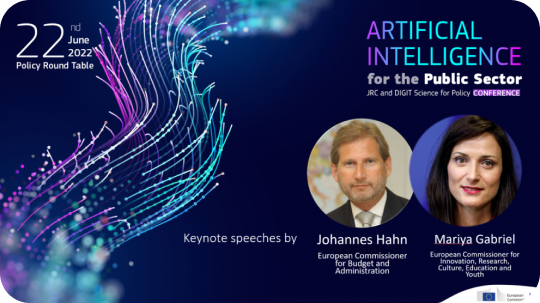 22nd
June
2022
Policy Round Table
ARTIFICIAL
INTELLIGENCE
for the Public Sector
JRC and DIGIT Science for Policy CONFERENCE
Keynote speeches by
Johannes Hahn
European Commissioner
for Budget and
Administration
Mariya Gabriel
European Commissioner for
Innovation, Research,
Culture, Education and
Youth
European